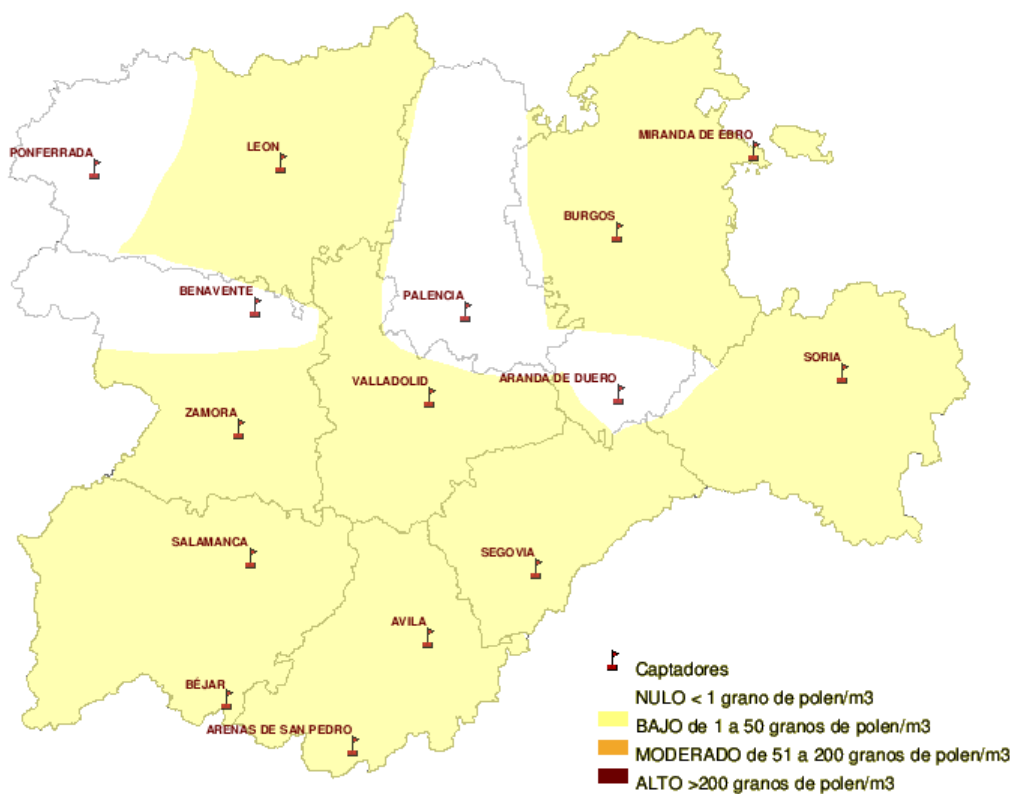 MIRANDA DE EBRO
PONFERRADA
LEON
BURGOS
BENAVENTE
PALENCIA
SORIA
ARANDA DE DUERO
VALLADOLID
ZAMORA
SALAMANCA
SEGOVIA
AVILA
BÉJAR
ARENAS DE SAN PEDRO
Captadores
NULO < 1 grano de polen/m3
BAJO de 1 a 50 granos de polen/m3
MODERADO de 51 a 200 granos de polen/m3
ALTO >200 granos de polen/m3